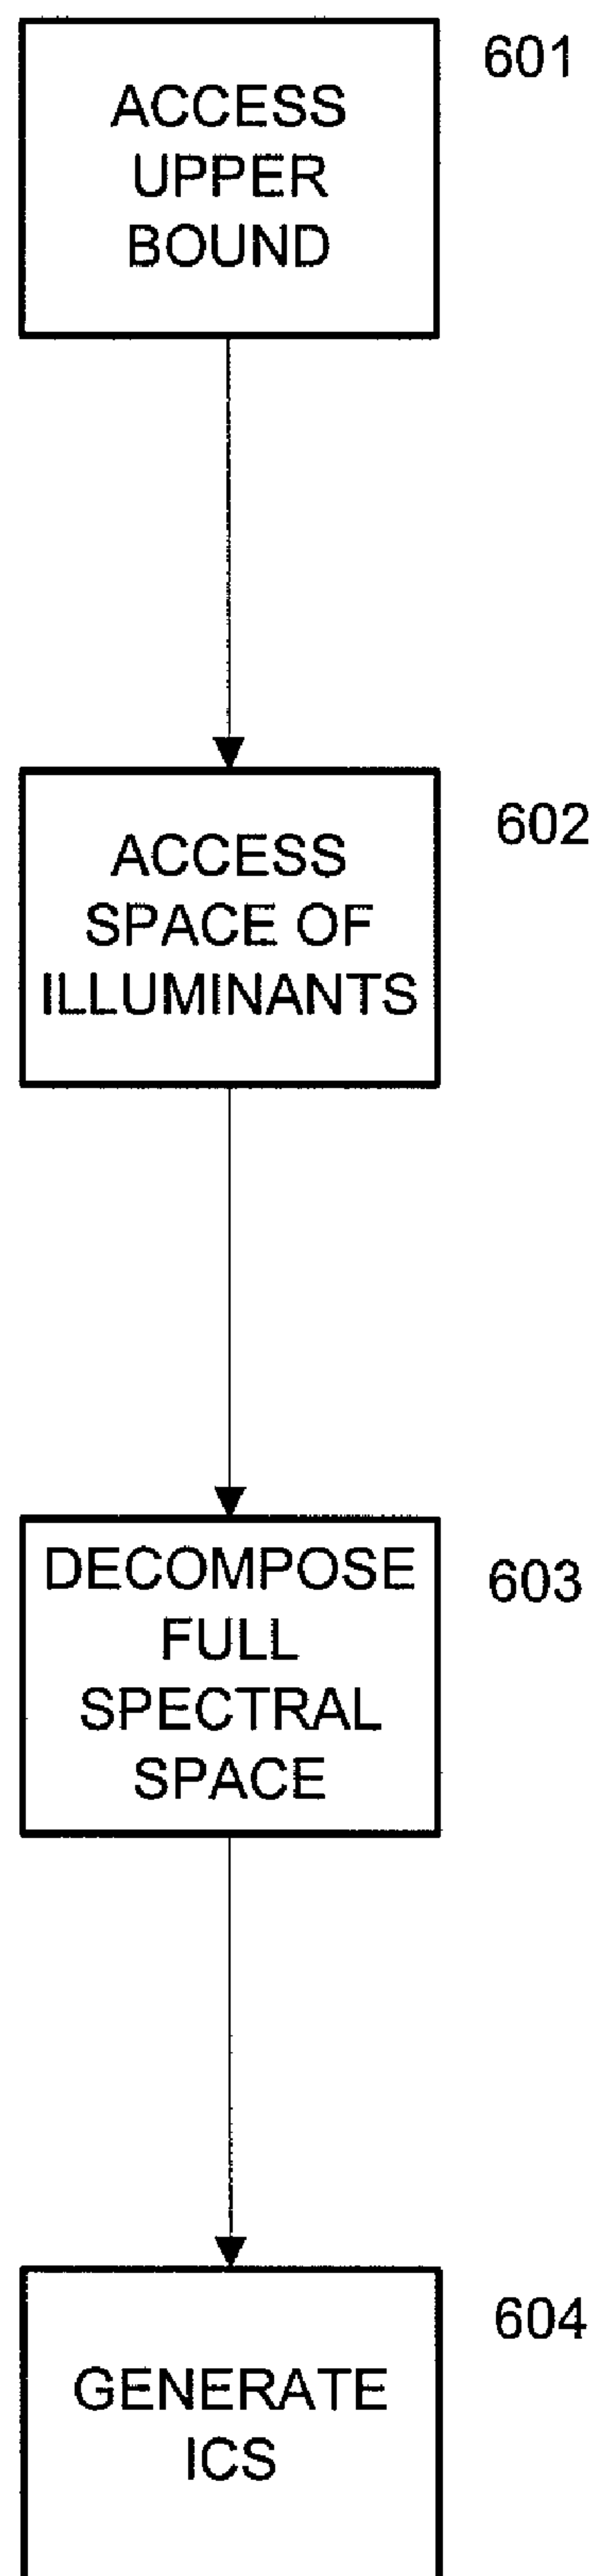 601
ACCESS
UPPER
BOUND
602
ACCESS
SPACE OF
ILLUMINANTS
603
DECOMPOSE
FULL
SPECTRAL
SPACE
604
GENERATE
ICS